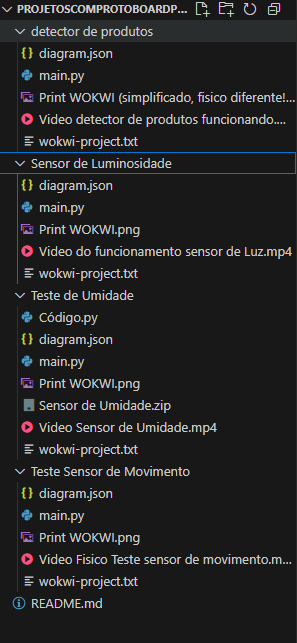 PROJETOSCOMPROTOBOARDP...
detector de produtos
diagram.json
main.py
Print WOKWI (simplificado, fisico diferente!...
Video detector de produtos funcionando....
wokwi-project.txt
Sensor de Luminosidade
diagram.json
main.py
Print WOKWI.png
Video do funcionamento sensor de Luz.mp4
wokwi-project.txt
Teste de Umidade
Código.py
diagram.json
main.py
Print WOKWI.png
Sensor de Umidade.zip
Video Sensor de Umidade.mp4
wokwi-project.txt
Teste Sensor de Movimento
diagram.json
main.py
Print WOKWI.png
Video Fisico Teste sensor de movimento.m...
wokwi-project.txt
README.md